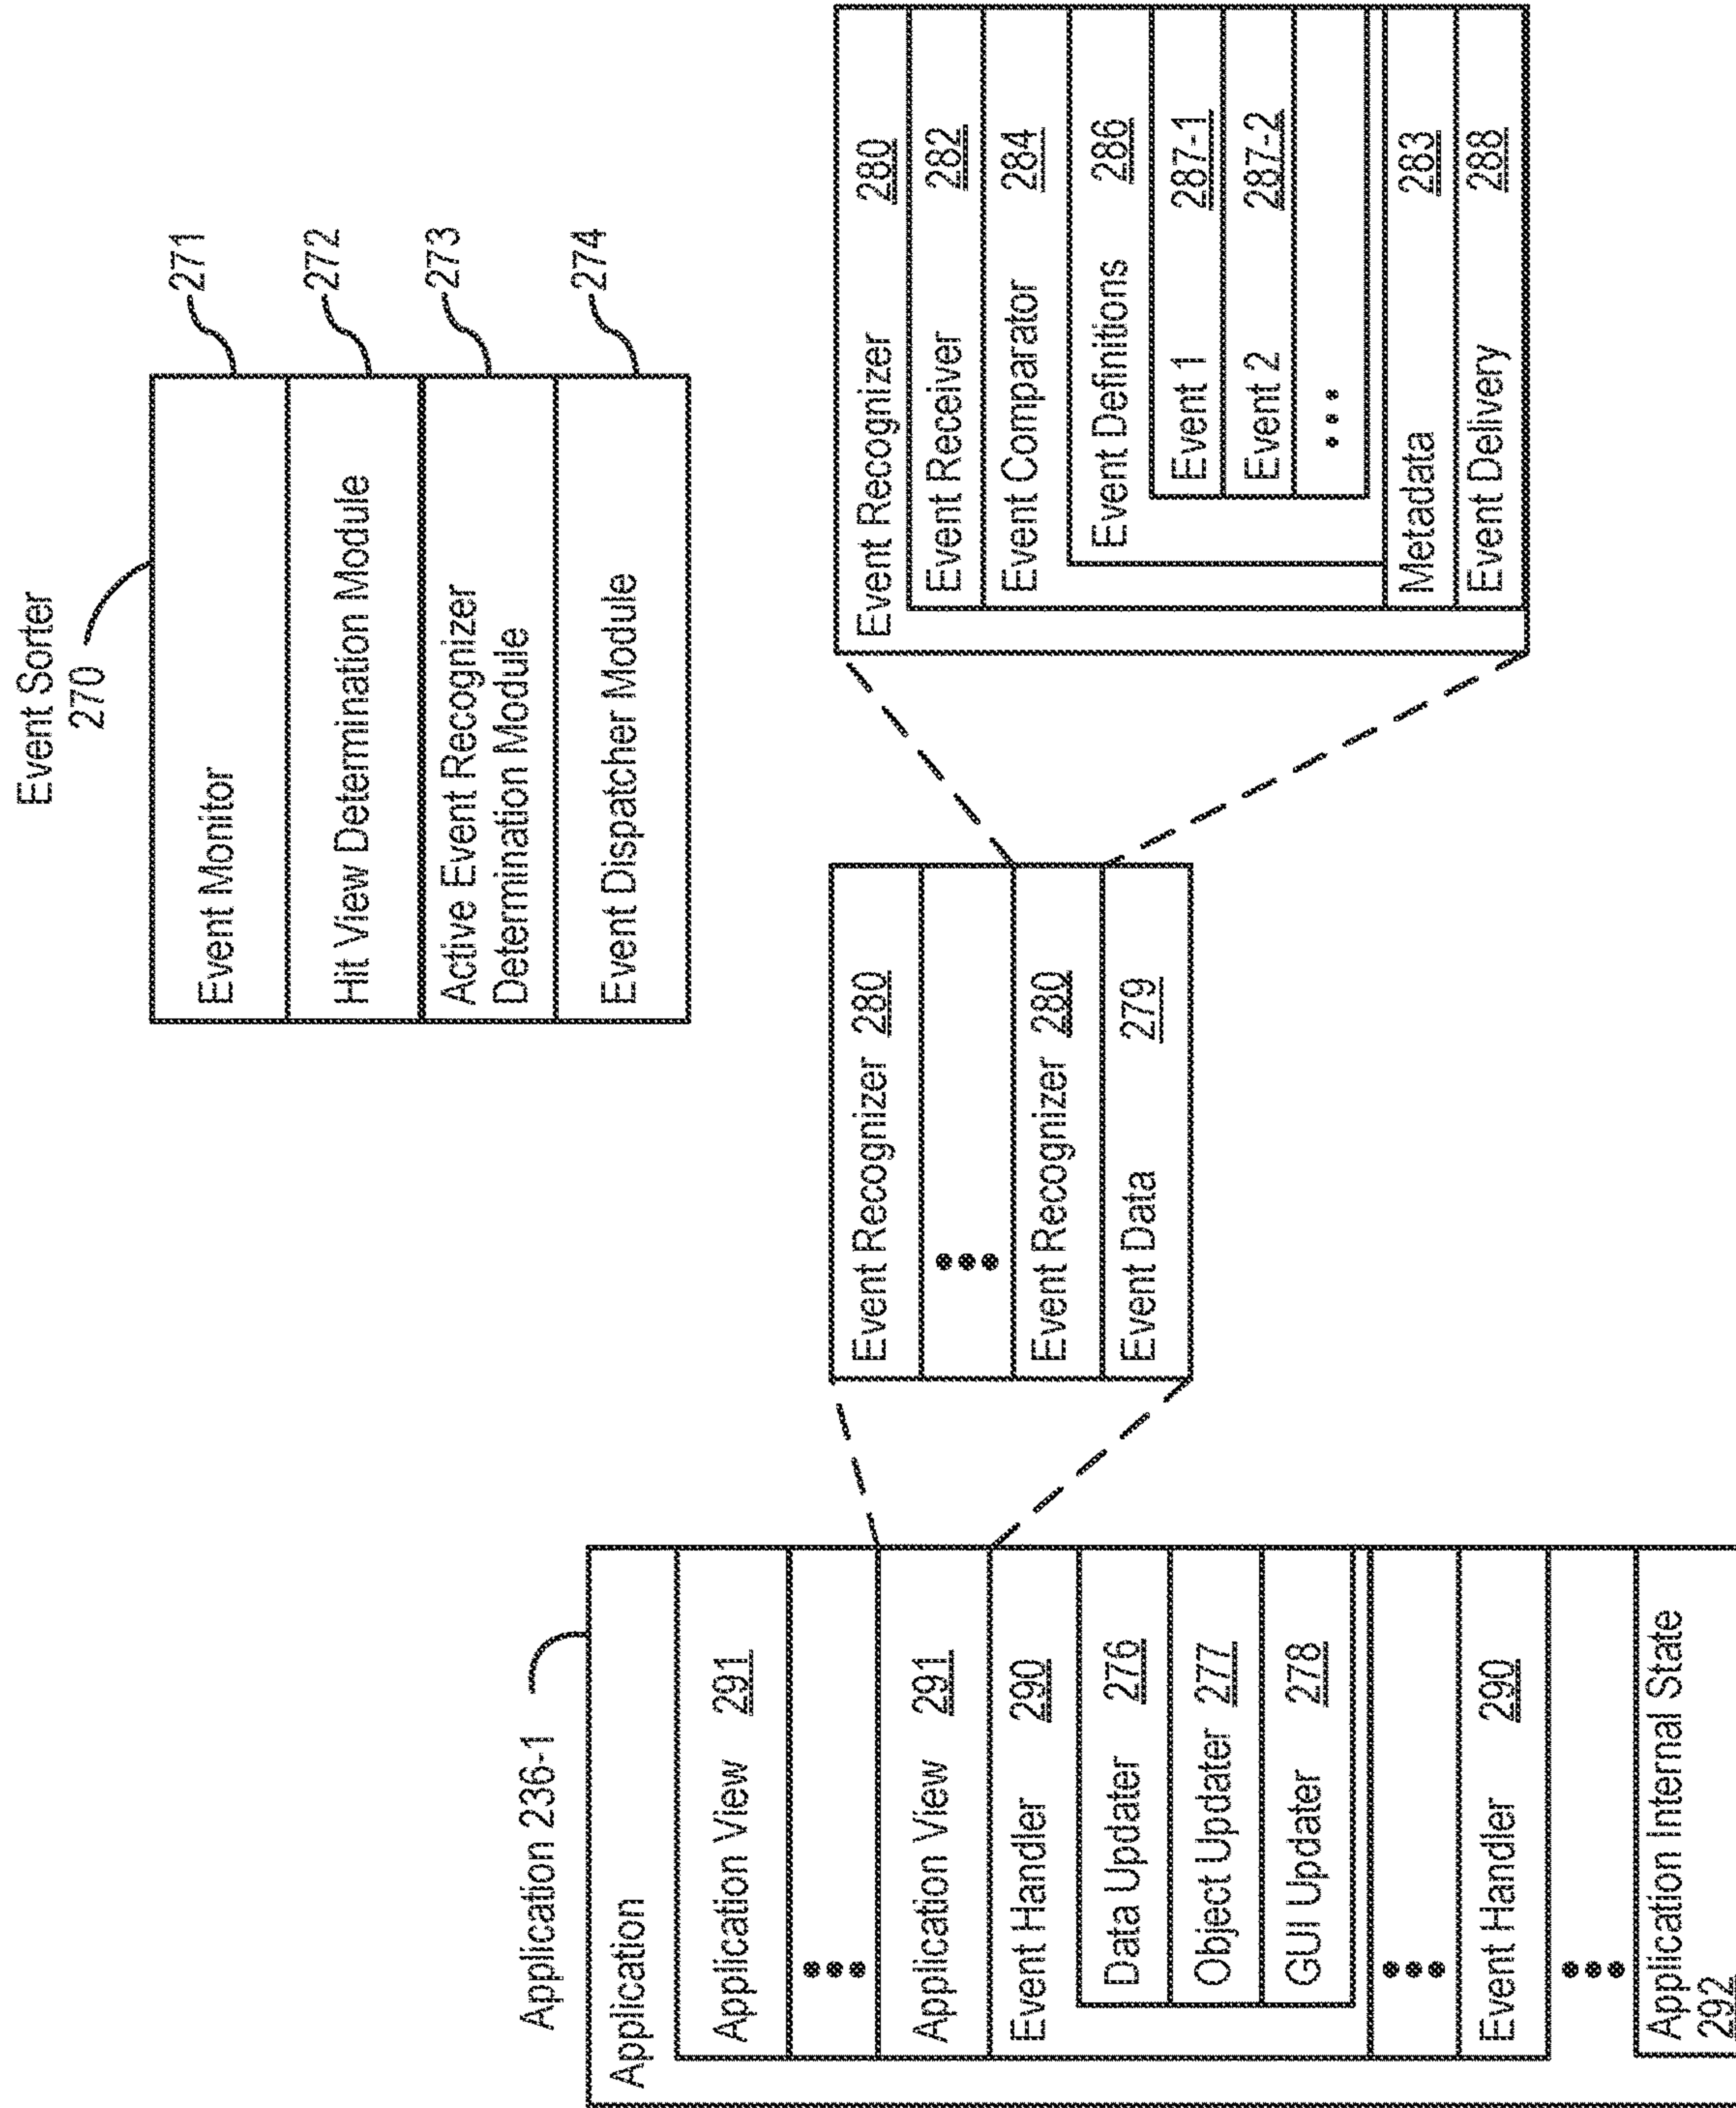 Event Sorter
270
Event Monitor
271
Hit View Determination Module
272
Active Event Recognizer
Determination Module
273
Event Dispatcher Module
274
Application 236-1
Application
Application View 291
•••
Application View 291
Event Handler 290
Data Updater 276
Object Updater 277
GUI Updater 278
•••
Event Handler 290
•••
Application Internal State
292
Event Recognizer 280
•••
Event Recognizer 280
Event Data 279
Event Recognizer 280
Event Receiver 282
Event Comparator 284
Event Definitions 286
Event 1 287-1
Event 2 287-2
•••
Metadata 283
Event Delivery 288